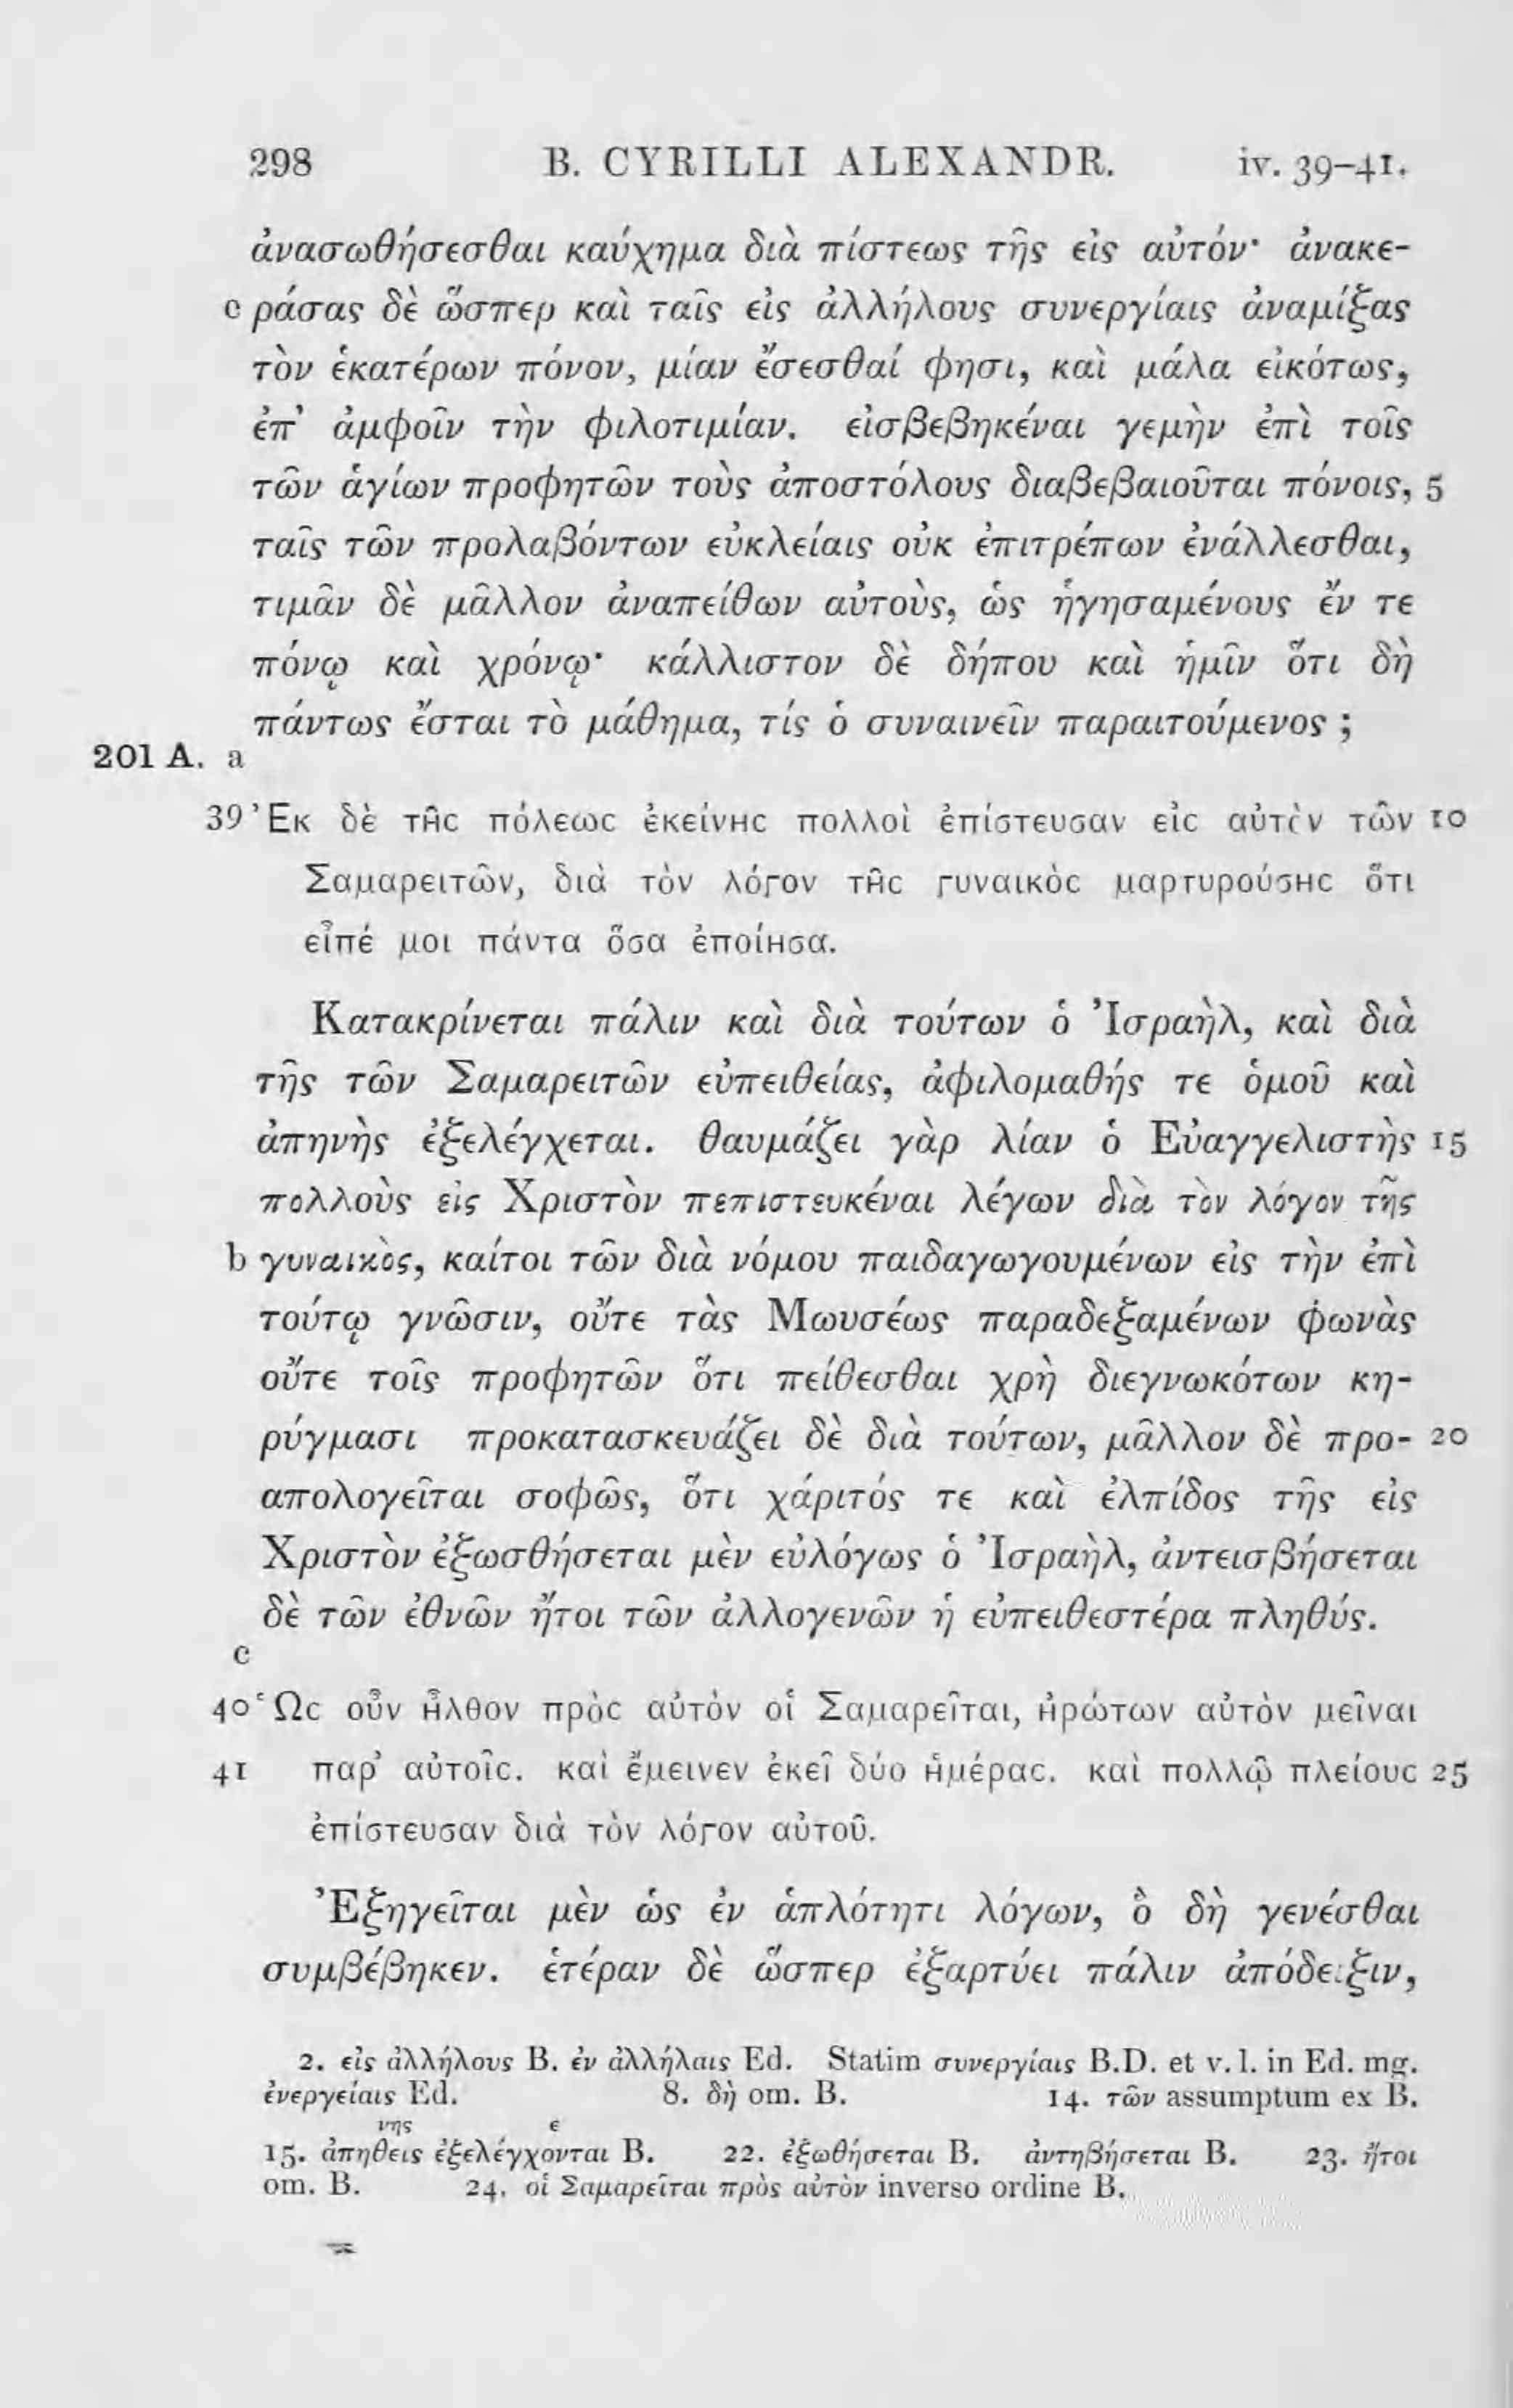 298 B. CYRILLI ALEXANDR. iv. 39–41.
ἀνασωθήσεσθαι καύχημα διὰ πίστεως τῆς εἰς αὐτόν· ἀνακε-
c ράσας δὲ ὥσπερ καὶ ταῖς εἰς ἀλλήλους συνεργίαις ἀναμίξας
τὸν ἑκατέρων πόνον, μίαν ἔσεσθαί φησι, καὶ μάλα εἰκότως,
ἐπ’ ἀμφοῖν τὴν φιλοτιμίαν. εἰσβεβηκέναι γεμὴν ἐπὶ τοῖς
τῶν ἁγίων προφητῶν τοὺς ἀποστόλους διαβεβαιοῦται πόνοις, 5
ταῖς τῶν προλαβόντων εὐκλείαις οὐκ ἐπιτρέπων ἐνάλλεσθαι,
τιμᾶν δὲ μᾶλλον ἀναπείθων αὐτοὺς, ὡς ἡγησαμένους ἔν τε
πόνῳ καὶ χρόνῳ· κάλλιστον δὲ δήπου καὶ ἡμῖν ὅτι δὴ
πάντως ἔσται τὸ μάθημα, τίς ὁ συναινεῖν παραιτούμενος ;
201 A. a
39 Ἐκ δὲ τῆς πόλεως ἐκείνης πολλοὶ ἐπίστευσαν εἰς αὐτὸν τῶν 10
Σαμαρειτῶν, διὰ τὸν λόγον τῆς γυναικὸς μαρτυρούσης ὅτι
εἶπέ μοι πάντα ὅσα ἐποίησα.
Κατακρίνεται πάλιν καὶ διὰ τούτων ὁ Ἰσραὴλ, καὶ διὰ
τῆς τῶν Σαμαρειτῶν εὐπειθείας, ἀφιλομαθής τε ὁμοῦ καὶ
ἀπηνὴς ἐξελέγχεται. θαυμάζει γὰρ λίαν ὁ Εὐαγγελιστὴς 15
πολλοὺς εἰς Χριστὸν πεπιστευκέναι λέγων διὰ τὸν λόγον τῆς
b γυναικὸς, καίτοι τῶν διὰ νόμου παιδαγωγουμένων εἰς τὴν ἐπὶ
τούτῳ γνῶσιν, οὔτε τὰς Μωυσέως παραδεξαμένων φωνὰς
οὔτε τοῖς προφητῶν ὅτι πείθεσθαι χρὴ διεγνωκότων κη-
ρύγμασι προκατασκευάζει δὲ διὰ τούτων, μᾶλλον δὲ προ- 20
απολογεῖται σοφῶς, ὅτι χάριτός τε καὶ ἐλπίδος τῆς εἰς
Χριστὸν ἐξωσθήσεται μὲν εὐλόγως ὁ Ἰσραὴλ, ἀντεισβήσεται
δὲ τῶν ἐθνῶν ἤτοι τῶν ἀλλογενῶν ἡ εὐπειθεστέρα πληθύς.
c
40 Ὡς οὖν ἦλθον πρὸς αὐτὸν οἱ Σαμαρεῖται, ἠρώτων αὐτὸν μεῖναι
41 παρ’ αὐτοῖς. καὶ ἔμεινεν ἐκεῖ δύο ἡμέρας. καὶ πολλῷ πλείους 25
ἐπίστευσαν διὰ τὸν λόγον αὐτοῦ.
Ἐξηγεῖται μὲν ὡς ἐν ἁπλότητι λόγων, ὃ δὴ γενέσθαι
συμβέβηκεν. ἑτέραν δὲ ὥσπερ ἐξαρτύει πάλιν ἀπόδειξιν,
2. εἰς ἀλλήλους B. ἐν ἀλλήλαις Ed. Statim συνεργίαις B.D. et v. l. in Ed. mg.
ἐνεργείαις Ed. 8. δὴ om. B. 14. τῶν assumptum ex B.
νης ε
15. ἀπηθεις ἐξελέγχονται B. 22. ἐξωθήσεται B. ἀντηβήσεται B. 23. ἤτοι
om. B. 24. οἱ Σαμαρεῖται πρὸς αὐτὸν inverso ordine B.